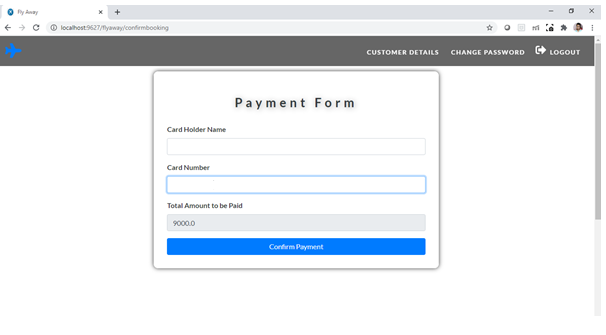 Fly Away
localhost:9627/flyaway/confirmbooking
CUSTOMER DETAILS CHANGE PASSWORD LOGOUT
Payment Form
Card Holder Name
Card Number
Total Amount to be Paid
9000.0
Confirm Payment